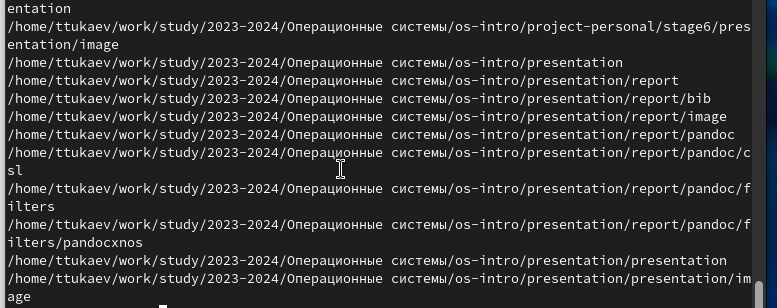 entation
/home/ttukaev/work/study/2023-2024/Операционные системы/os-intro/project-personal/stage6/pres
entation/image
/home/ttukaev/work/study/2023-2024/Операционные системы/os-intro/presentation
/home/ttukaev/work/study/2023-2024/Операционные системы/os-intro/presentation/report
/home/ttukaev/work/study/2023-2024/Операционные системы/os-intro/presentation/report/bib
/home/ttukaev/work/study/2023-2024/Операционные системы/os-intro/presentation/report/image
/home/ttukaev/work/study/2023-2024/Операционные системы/os-intro/presentation/report/pandoc
/home/ttukaev/work/study/2023-2024/Операционные системы/os-intro/presentation/report/pandoc/c
sl
/home/ttukaev/work/study/2023-2024/Операционные системы/os-intro/presentation/report/pandoc/f
ilters
/home/ttukaev/work/study/2023-2024/Операционные системы/os-intro/presentation/report/pandoc/f
ilters/pandocxnos
/home/ttukaev/work/study/2023-2024/Операционные системы/os-intro/presentation/presentation
/home/ttukaev/work/study/2023-2024/Операционные системы/os-intro/presentation/presentation/im
age